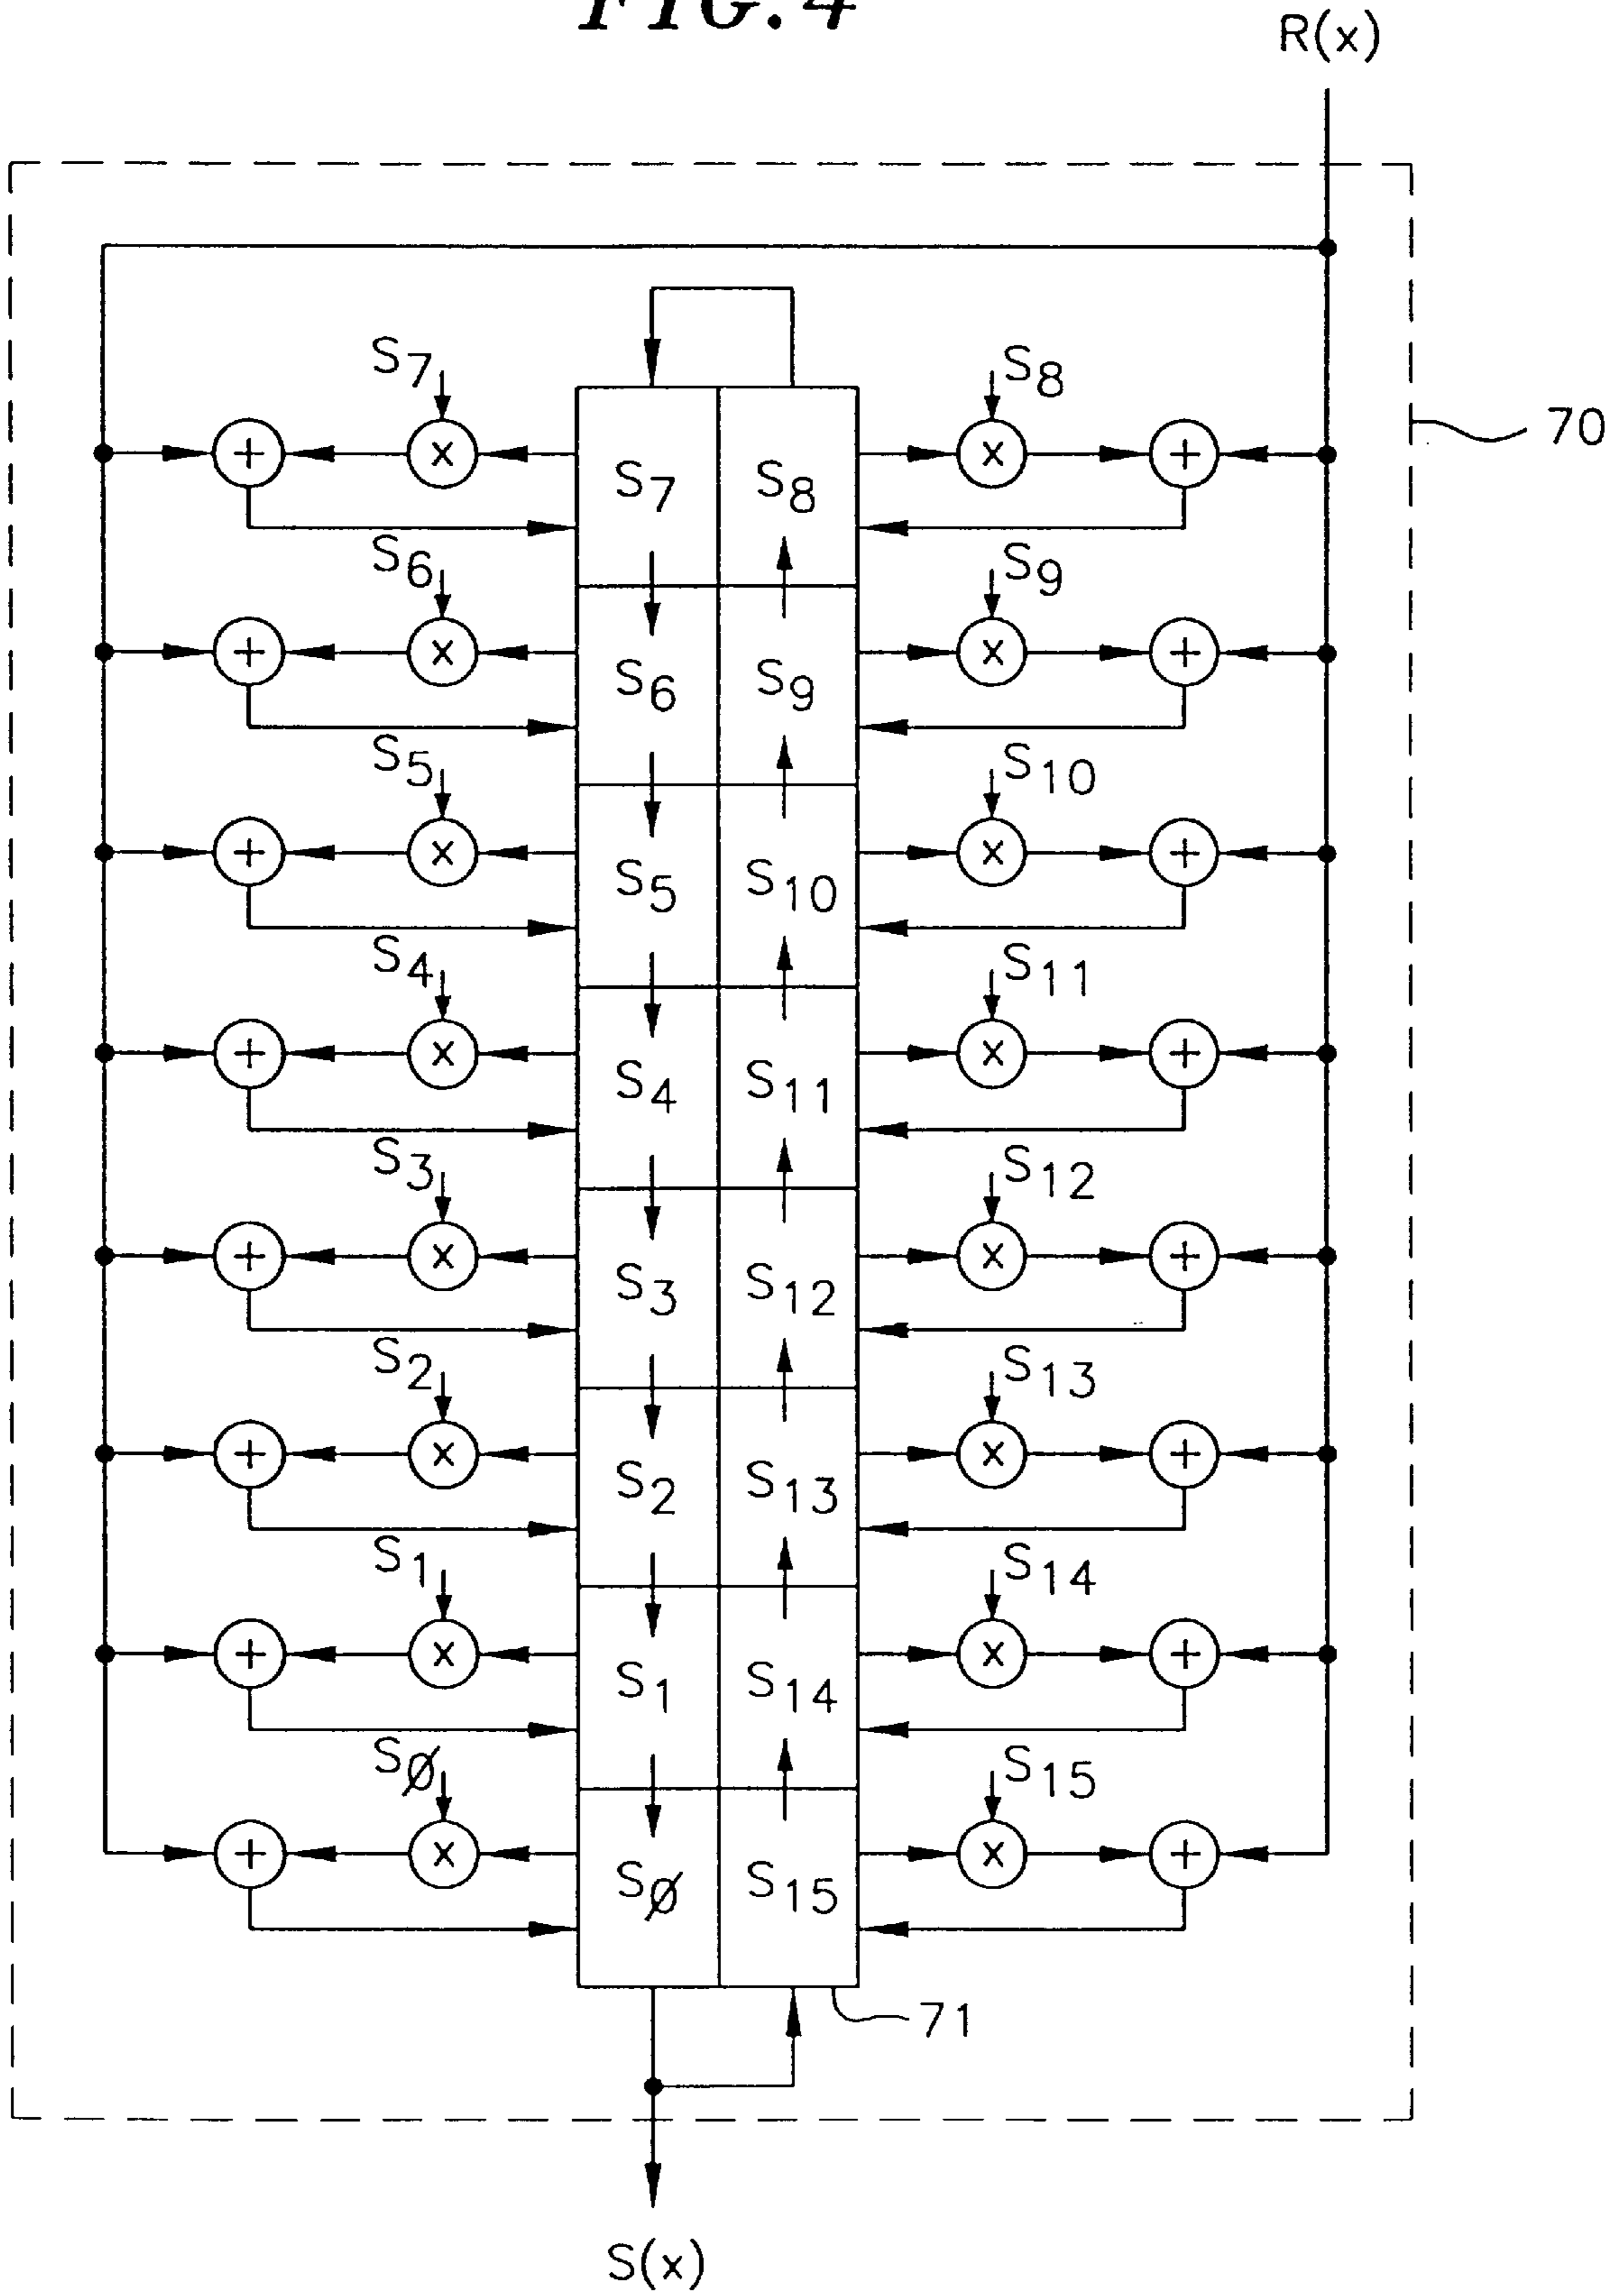 FIG. 4
R(x)
70
S7 S8
+ x S7 S8 x +
S6 S9
+ x S6 S9 x +
S5 S10
+ x S5 S10 x +
S4 S11
+ x S4 S11 x +
S3 S12
+ x S3 S12 x +
S2 S13
+ x S2 S13 x +
S1 S14
+ x S1 S14 x +
SØ S15
+ x SØ S15 x +
71
S(x)